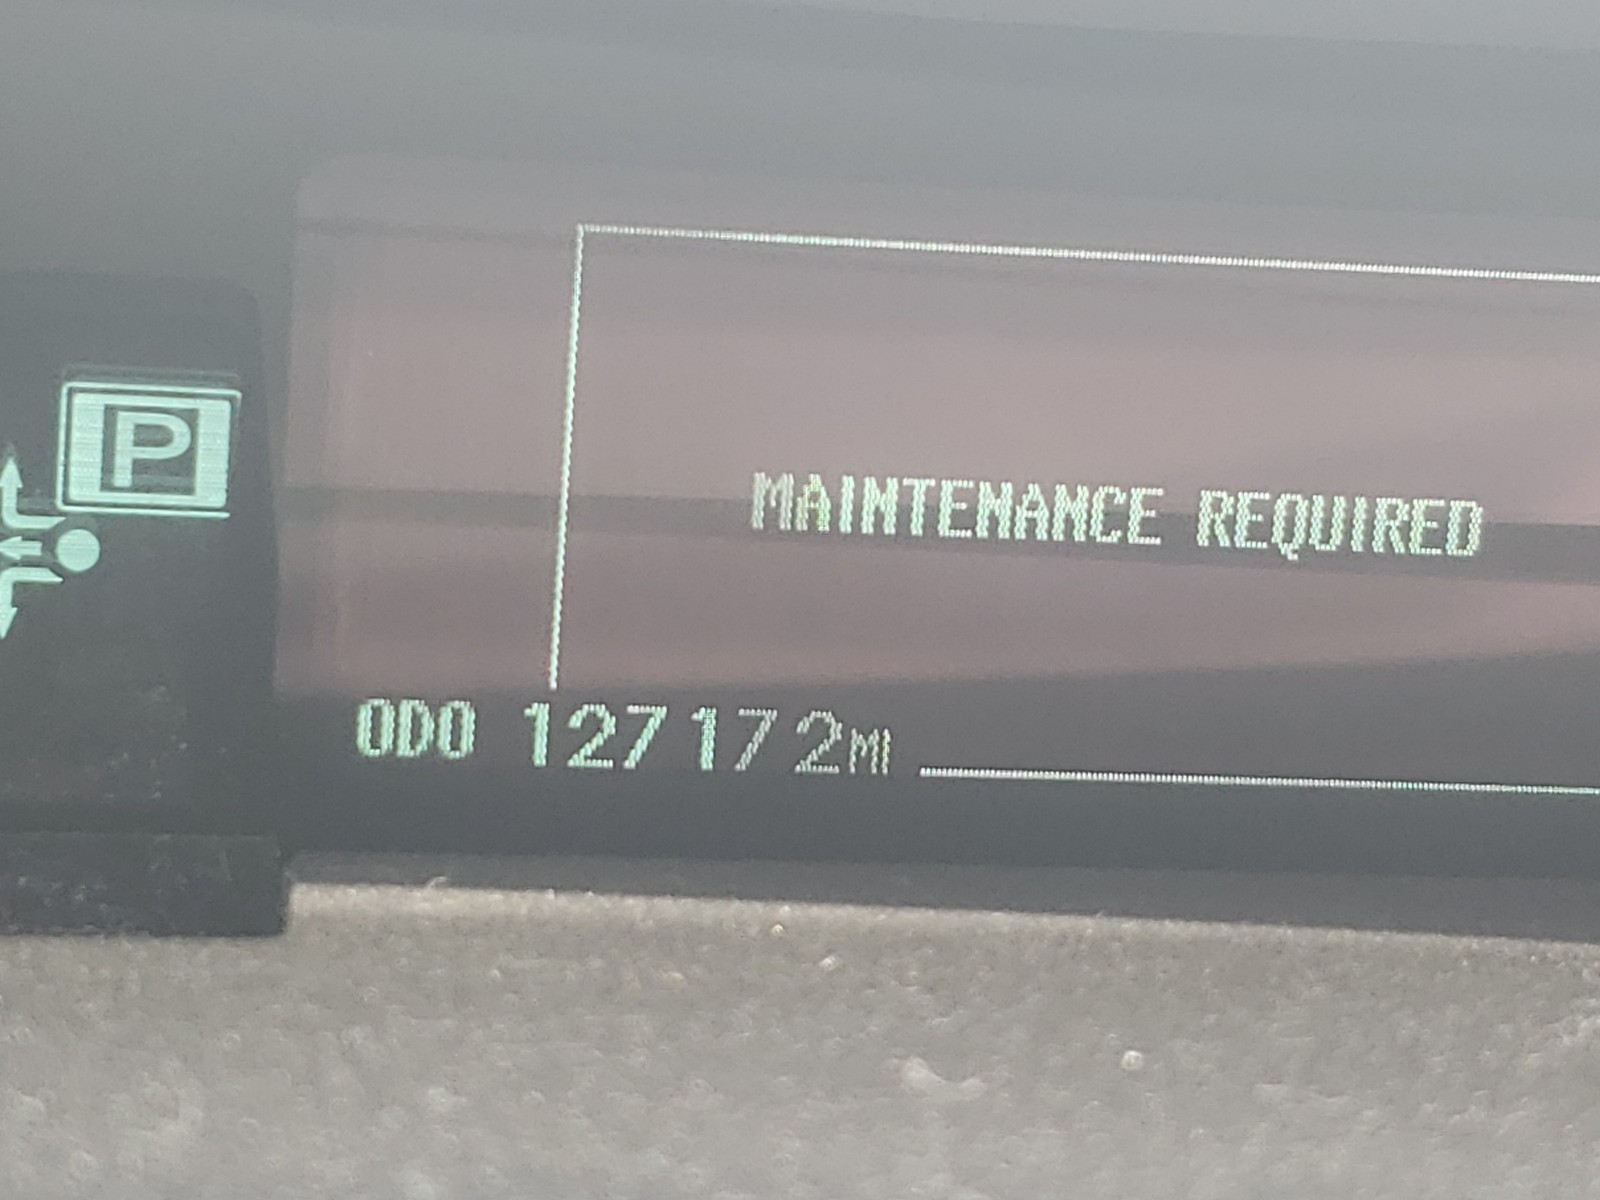 P
MAINTENANCE REQUIRED
ODO 127172MI